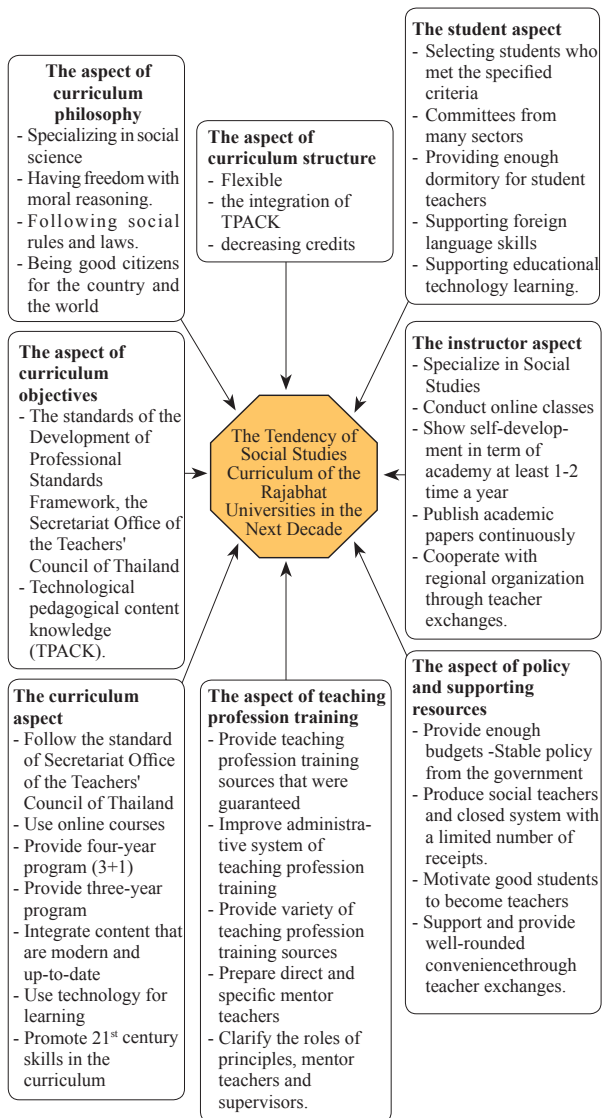 The aspect of
curriculum
philosophy
- Specializing in social
science
- Having freedom with
moral reasoning.
- Following social
rules and laws.
- Being good citizens
for the country and
the world
The aspect of
curriculum structure
- Flexible
- the integration of
TPACK
- decreasing credits
The student aspect
- Selecting students who
met the specified
criteria
- Committees from
many sectors
- Providing enough
dormitory for student
teachers
- Supporting foreign
language skills
- Supporting educational
technology learning.
The aspect of
curriculum
objectives
- The standards of the
Development of
Professional
Standards
Framework, the
Secretariat Office of
the Teachers'
Council of Thailand
- Technological
pedagogical content
knowledge
(TPACK).
The Tendency of
Social Studies
Curriculum of the
Rajabhat
Universities in the
Next Decade
The instructor aspect
- Specialize in Social
Studies
- Conduct online classes
- Show self-develop-
ment in term of
academy at least 1-2
time a year
- Publish academic
papers continuously
- Cooperate with
regional organization
through teacher
exchanges.
The curriculum
aspect
- Follow the standard
of Secretariat Office
of the Teachers'
Council of Thailand
- Use online courses
- Provide four-year
program (3+1)
- Provide three-year
program
- Integrate content that
are modern and
up-to-date
- Use technology for
learning
- Promote 21st century
skills in the
curriculum
The aspect of teaching
profession training
- Provide teaching
profession training
sources that were
guaranteed
- Improve administra-
tive system of
teaching profession
training
- Provide variety of
teaching profession
training sources
- Prepare direct and
specific mentor
teachers
- Clarify the roles of
principles, mentor
teachers and
supervisors.
The aspect of policy
and supporting
resources
- Provide enough
budgets -Stable policy
from the government
- Produce social teachers
and closed system with
a limited number of
receipts.
- Motivate good students
to become teachers
- Support and provide
well-rounded
conveniencethrough
teacher exchanges.